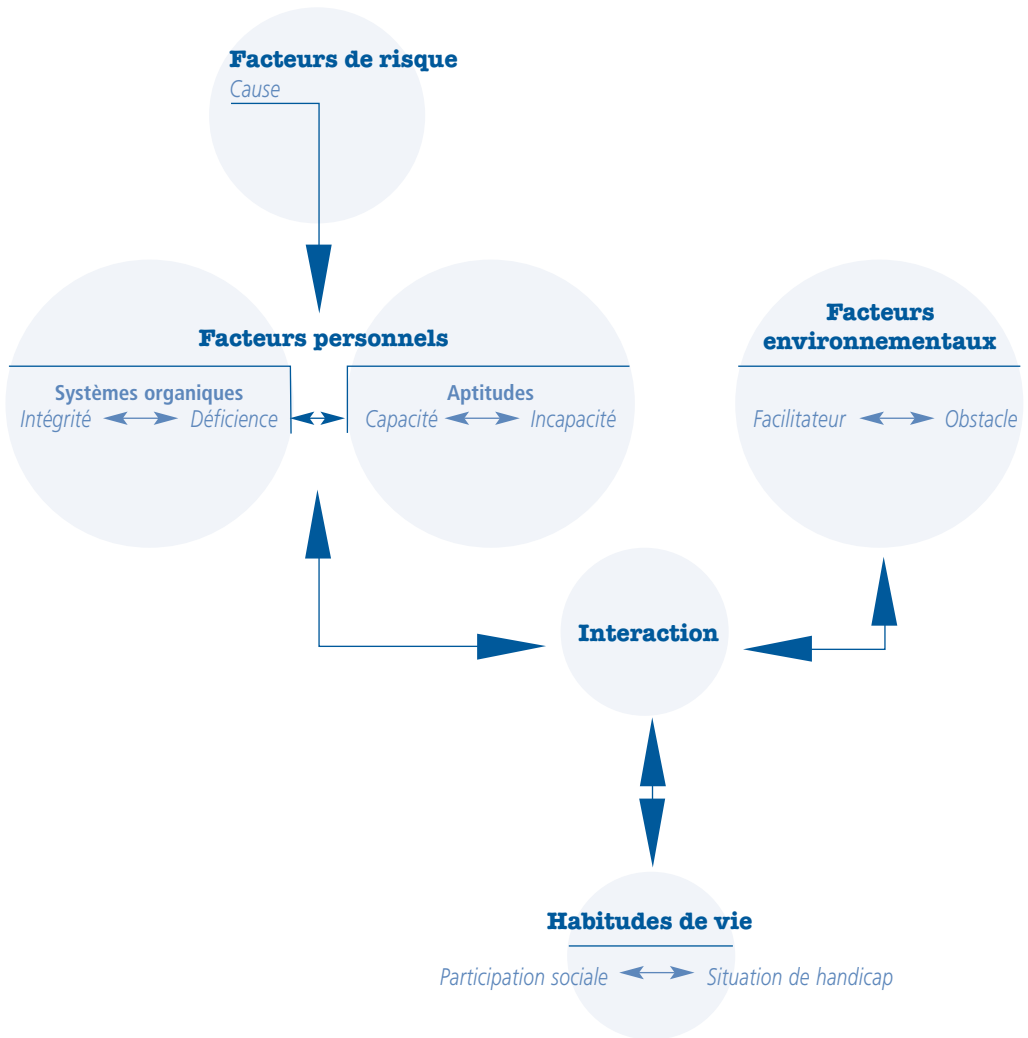 Facteurs de risque
Cause
Facteurs personnels
Systèmes organiques
Intégrité Déficience
Aptitudes
Capacité Incapacité
Facteurs
environnementaux
Facilitateur Obstacle
Interaction
Habitudes de vie
Participation sociale Situation de handicap